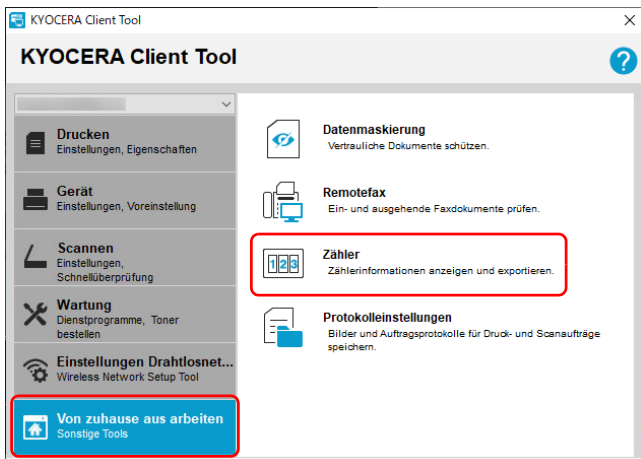 KYOCERA Client Tool
KYOCERA Client Tool
?
Drucken
Einstellungen, Eigenschaften
Gerät
Einstellungen, Voreinstellung
Scannen
Einstellungen,
Schnellüberprüfung
Wartung
Dienstprogramme, Toner
bestellen
Einstellungen Drahtlosnet...
Wireless Network Setup Tool
Von zuhause aus arbeiten
Sonstige Tools
Datenmaskierung
Vertrauliche Dokumente schützen.
Remotefax
Ein- und ausgehende Faxdokumente prüfen.
123
Zähler
Zählerinformationen anzeigen und exportieren.
Protokolleinstellungen
Bilder und Auftragsprotokolle für Druck- und Scanaufträge
speichern.